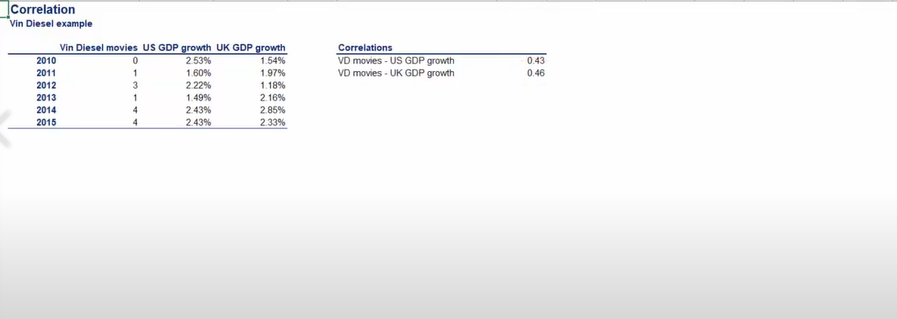 Correlation
Vin Diesel example
Vin Diesel movies US GDP growth UK GDP growth Correlations
2010 0 2.53% 1.54% VD movies - US GDP growth 0.43
2011 1 1.60% 1.97% VD movies - UK GDP growth 0.46
2012 3 2.22% 1.18%
2013 1 1.49% 2.16%
2014 4 2.43% 2.85%
2015 4 2.43% 2.33%